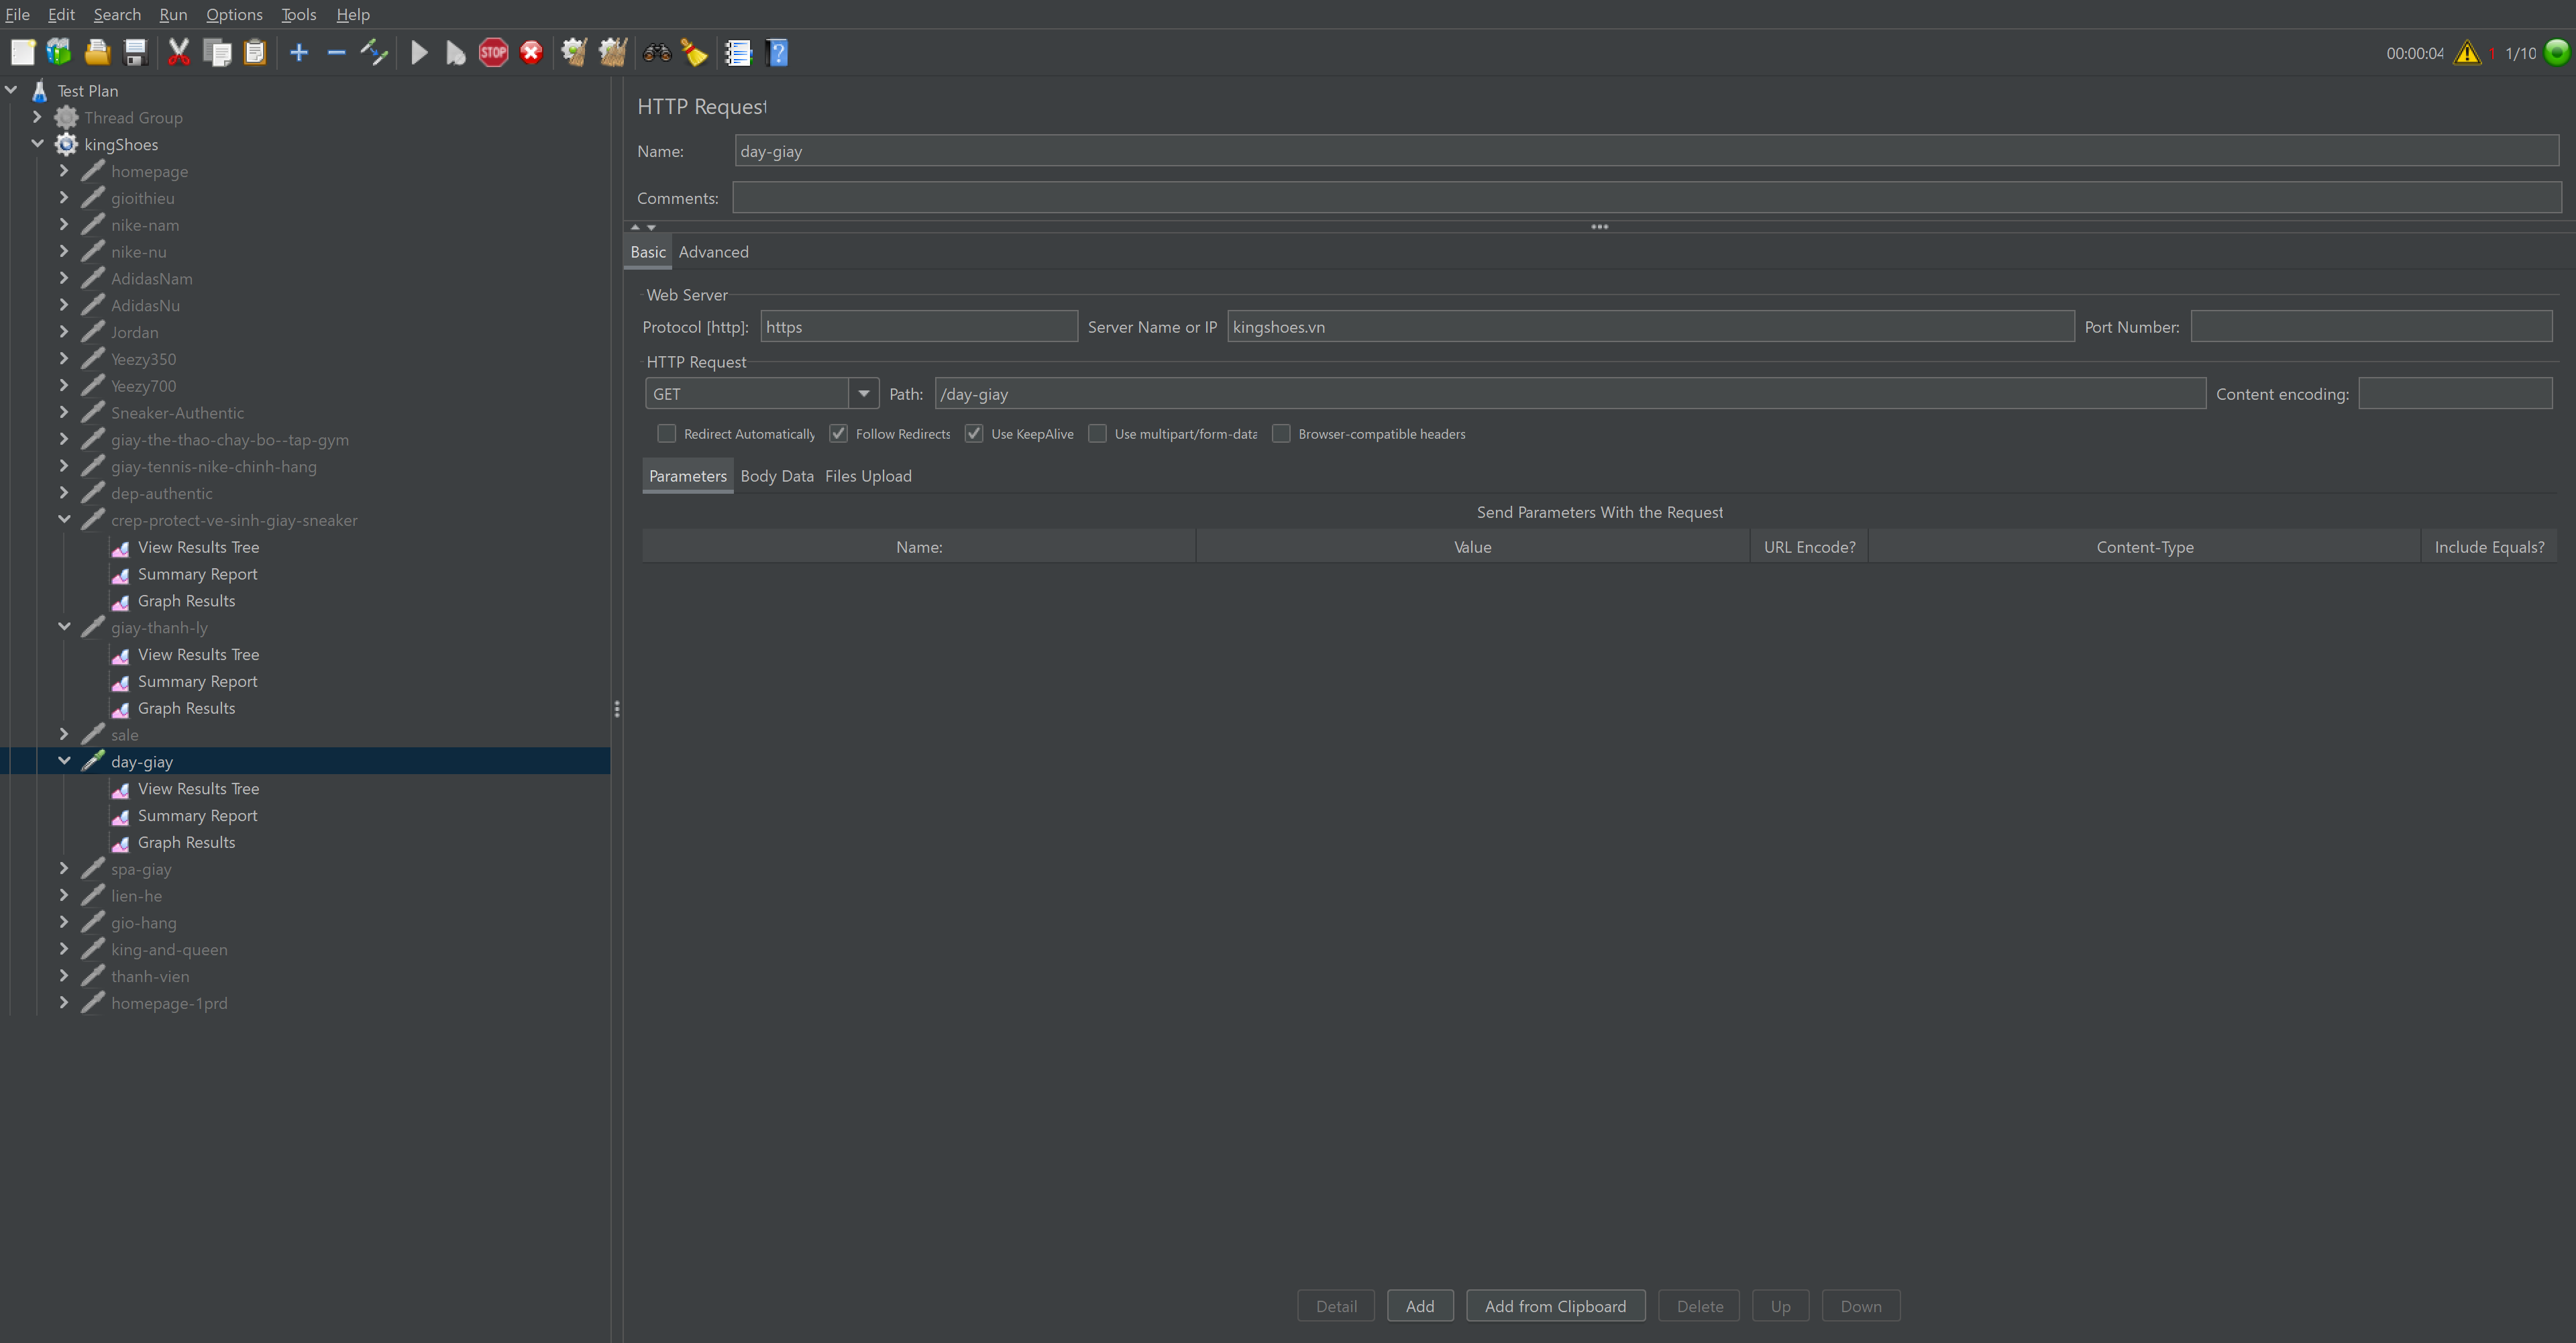 File Edit Search Run Options Tools Help
STOP
00:00:04 1 1/10
Test Plan
Thread Group
kingShoes
homepage
gioithieu
nike-nam
nike-nu
AdidasNam
AdidasNu
Jordan
Yeezy350
Yeezy700
Sneaker-Authentic
giay-the-thao-chay-bo--tap-gym
giay-tennis-nike-chinh-hang
dep-authentic
crep-protect-ve-sinh-giay-sneaker
View Results Tree
Summary Report
Graph Results
giay-thanh-ly
View Results Tree
Summary Report
Graph Results
sale
day-giay
View Results Tree
Summary Report
Graph Results
spa-giay
lien-he
gio-hang
king-and-queen
thanh-vien
homepage-1prd
HTTP Request
Name: day-giay
Comments:
Basic Advanced
Web Server
Protocol [http]: https Server Name or IP kingshoes.vn Port Number:
HTTP Request
GET Path: /day-giay Content encoding:
Redirect Automatically Follow Redirects Use KeepAlive Use multipart/form-data Browser-compatible headers
Parameters Body Data Files Upload
Send Parameters With the Request
Name: Value URL Encode? Content-Type Include Equals?
Detail Add Add from Clipboard Delete Up Down